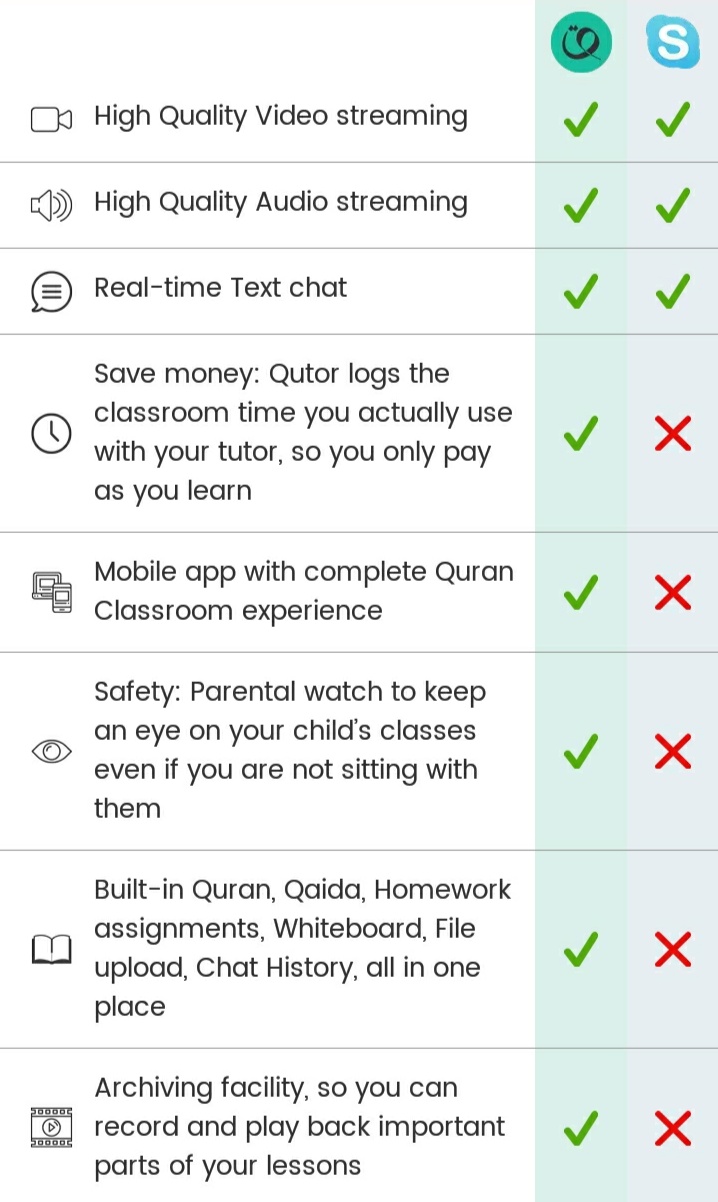 S
High Quality Video streaming
High Quality Audio streaming
Real-time Text chat
Save money: Qutor logs the
classroom time you actually use
with your tutor, so you only pay
as you learn
Mobile app with complete Quran
Classroom experience
Safety: Parental watch to keep
an eye on your child's classes
even if you are not sitting with
them
Built-in Quran, Qaida, Homework
assignments, Whiteboard, File
upload, Chat History, all in one
place
Archiving facility, so you can
record and play back important
parts of your lessons